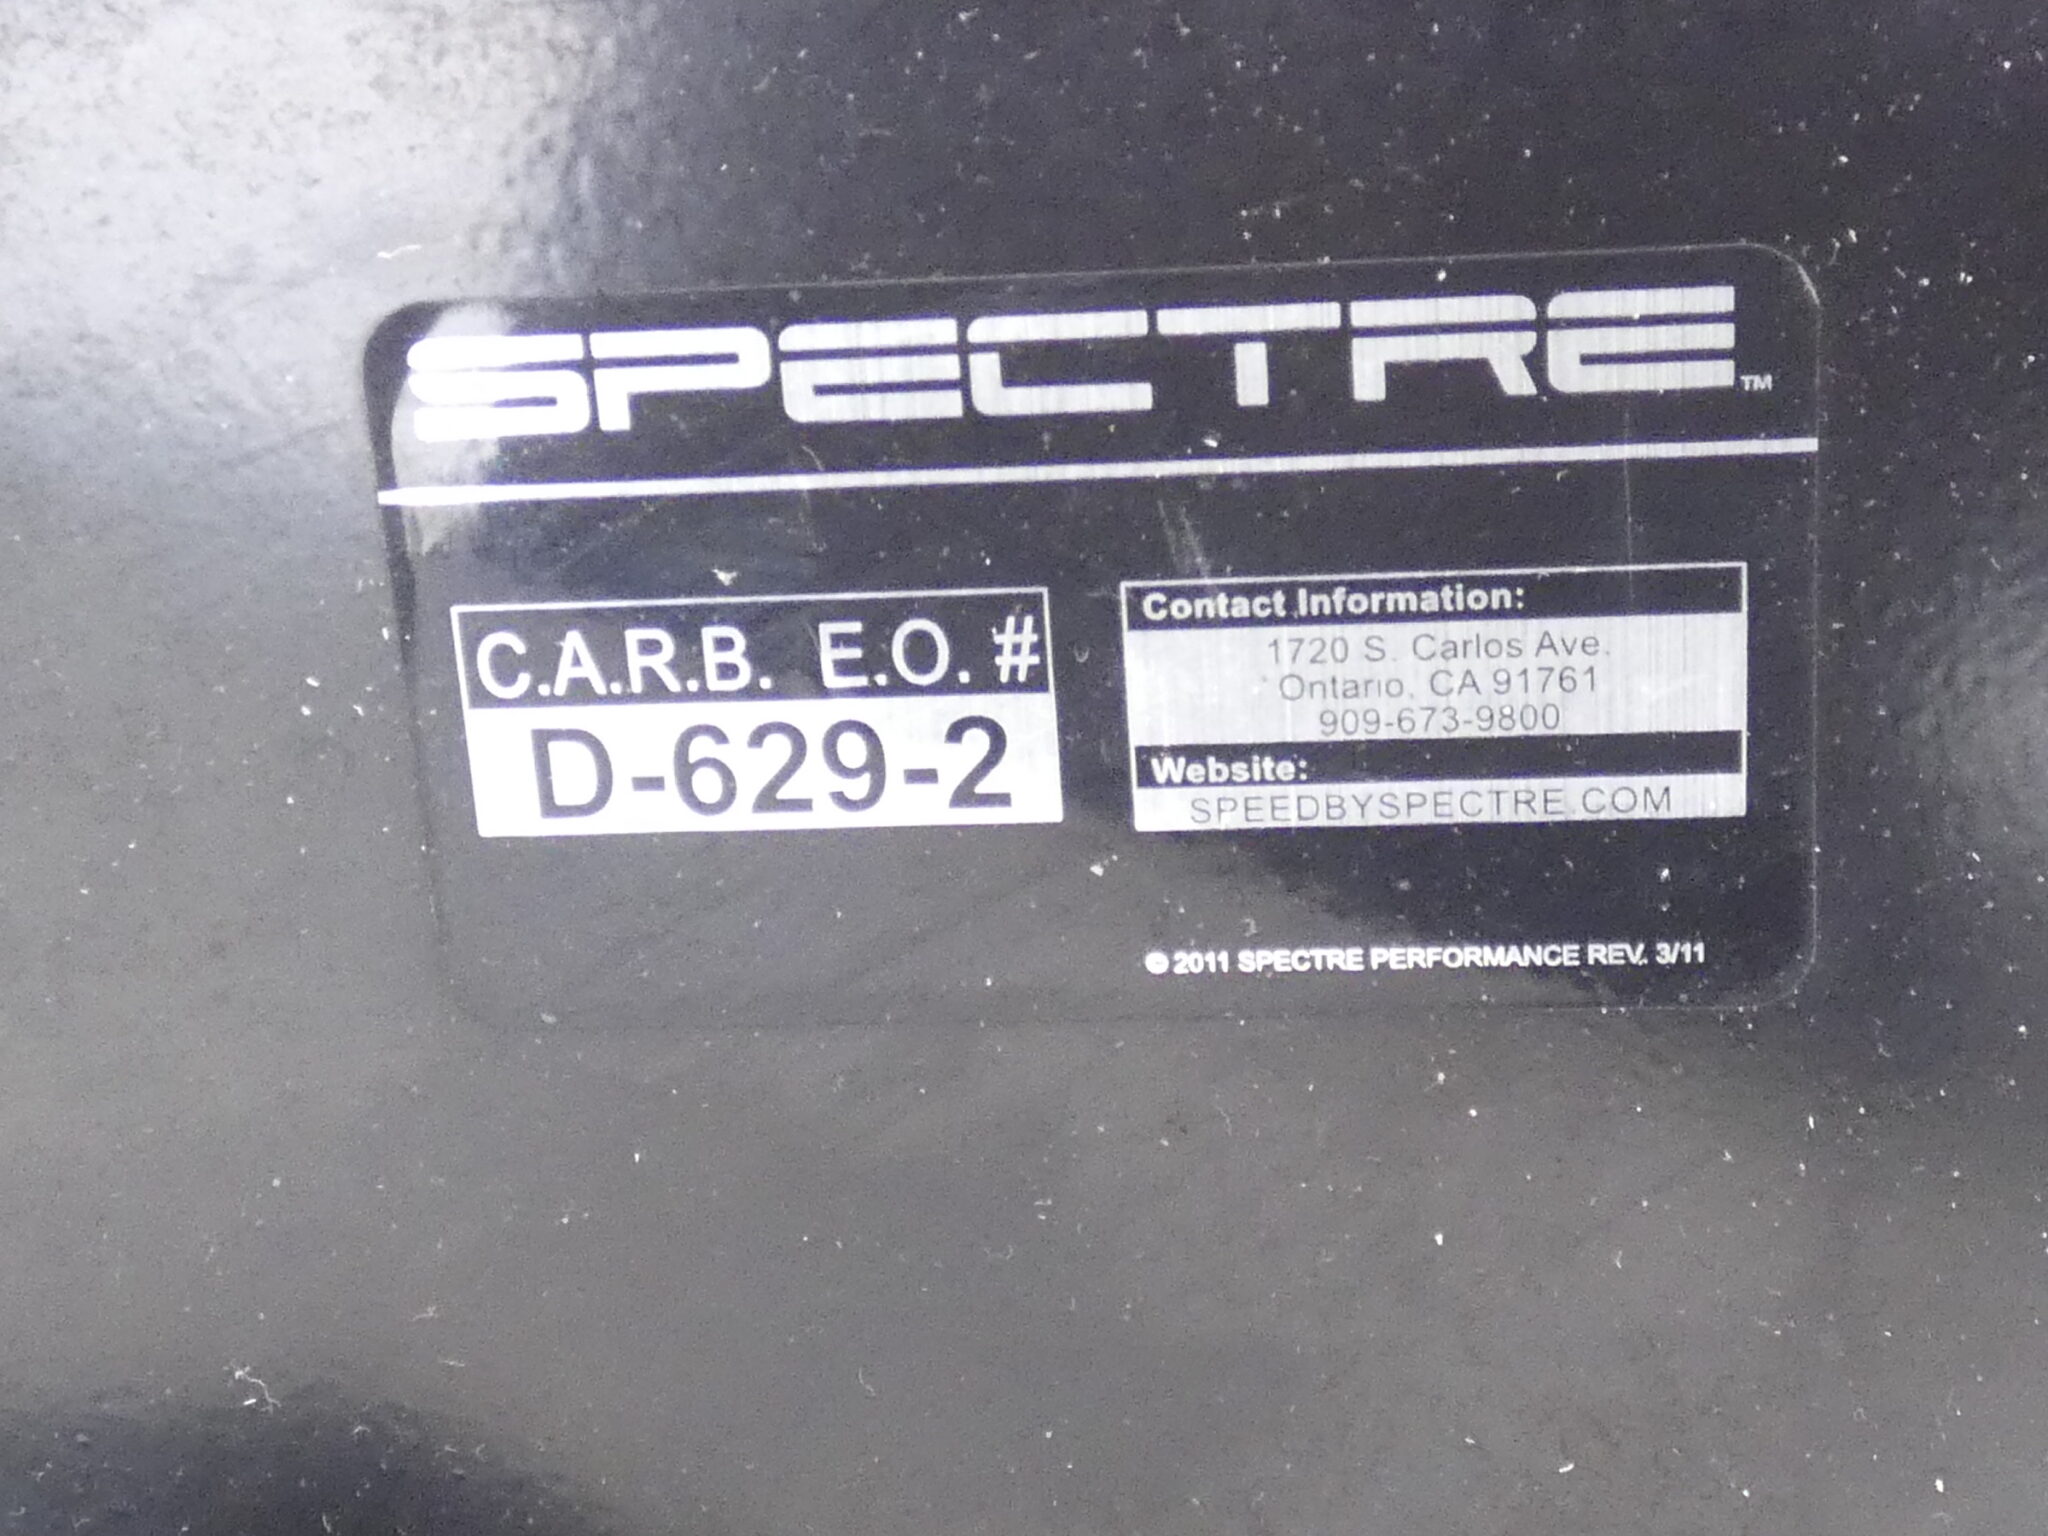 SPECTRE™
C.A.R.B. E.O. #
D-629-2
Contact Information:
1720 S. Carlos Ave.
Ontario, CA 91761
909-673-9800
Website:
SPEEDBYSPECTRE.COM
© 2011 SPECTRE PERFORMANCE REV. 3/11